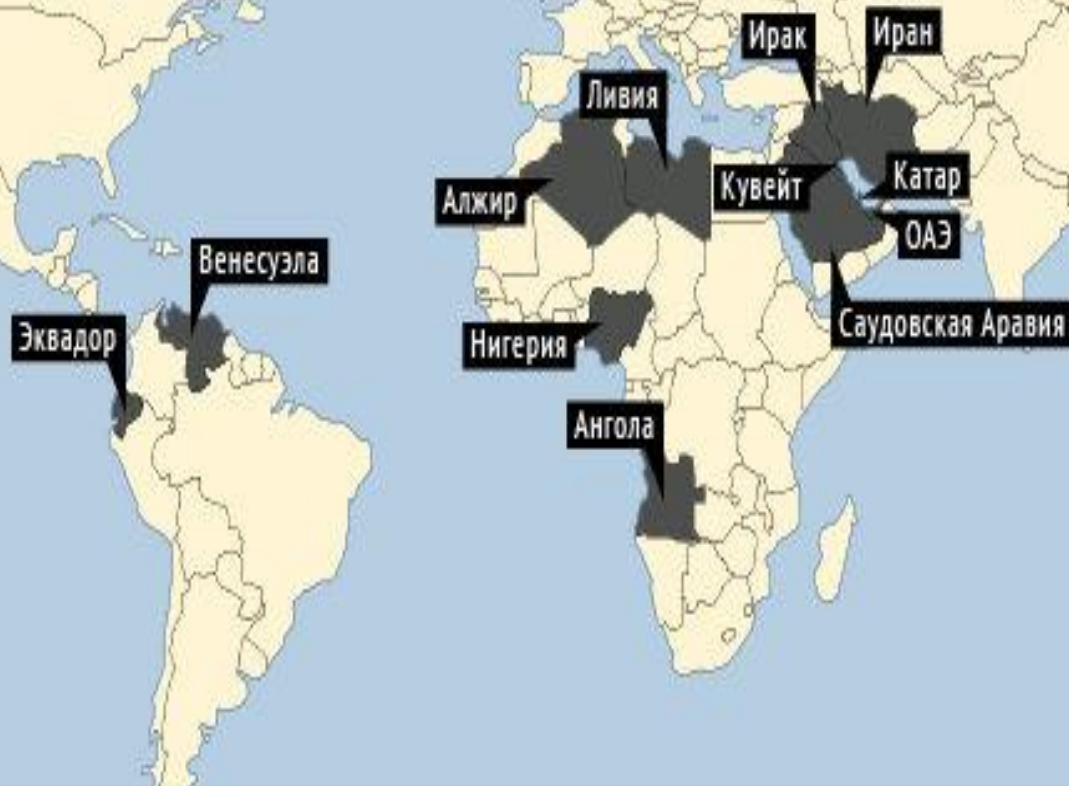 Ирак
Иран
Ливия
Алжир
Кувейт
Катар
ОАЭ
Венесуэла
Эквадор
Нигерия
Саудовская Аравия
Ангола